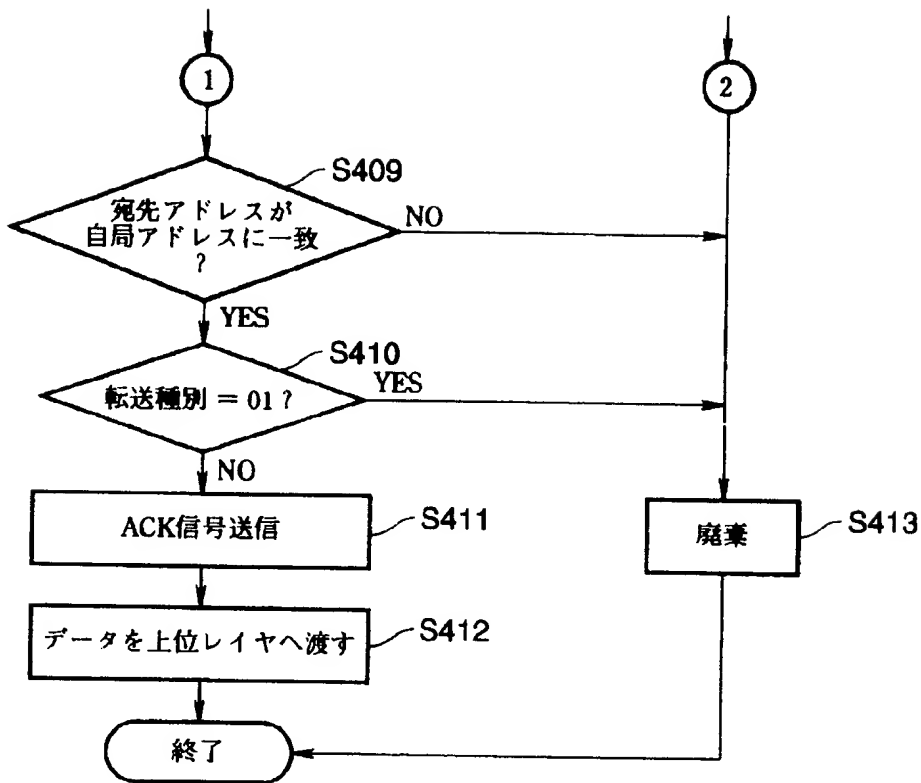 1
2
S409
宛先アドレスが
自局アドレスに一致
?
NO
YES
S410
転送種別 = 01 ?
YES
NO
ACK信号送信
S411
廃棄
S413
データを上位レイヤへ渡す
S412
終了